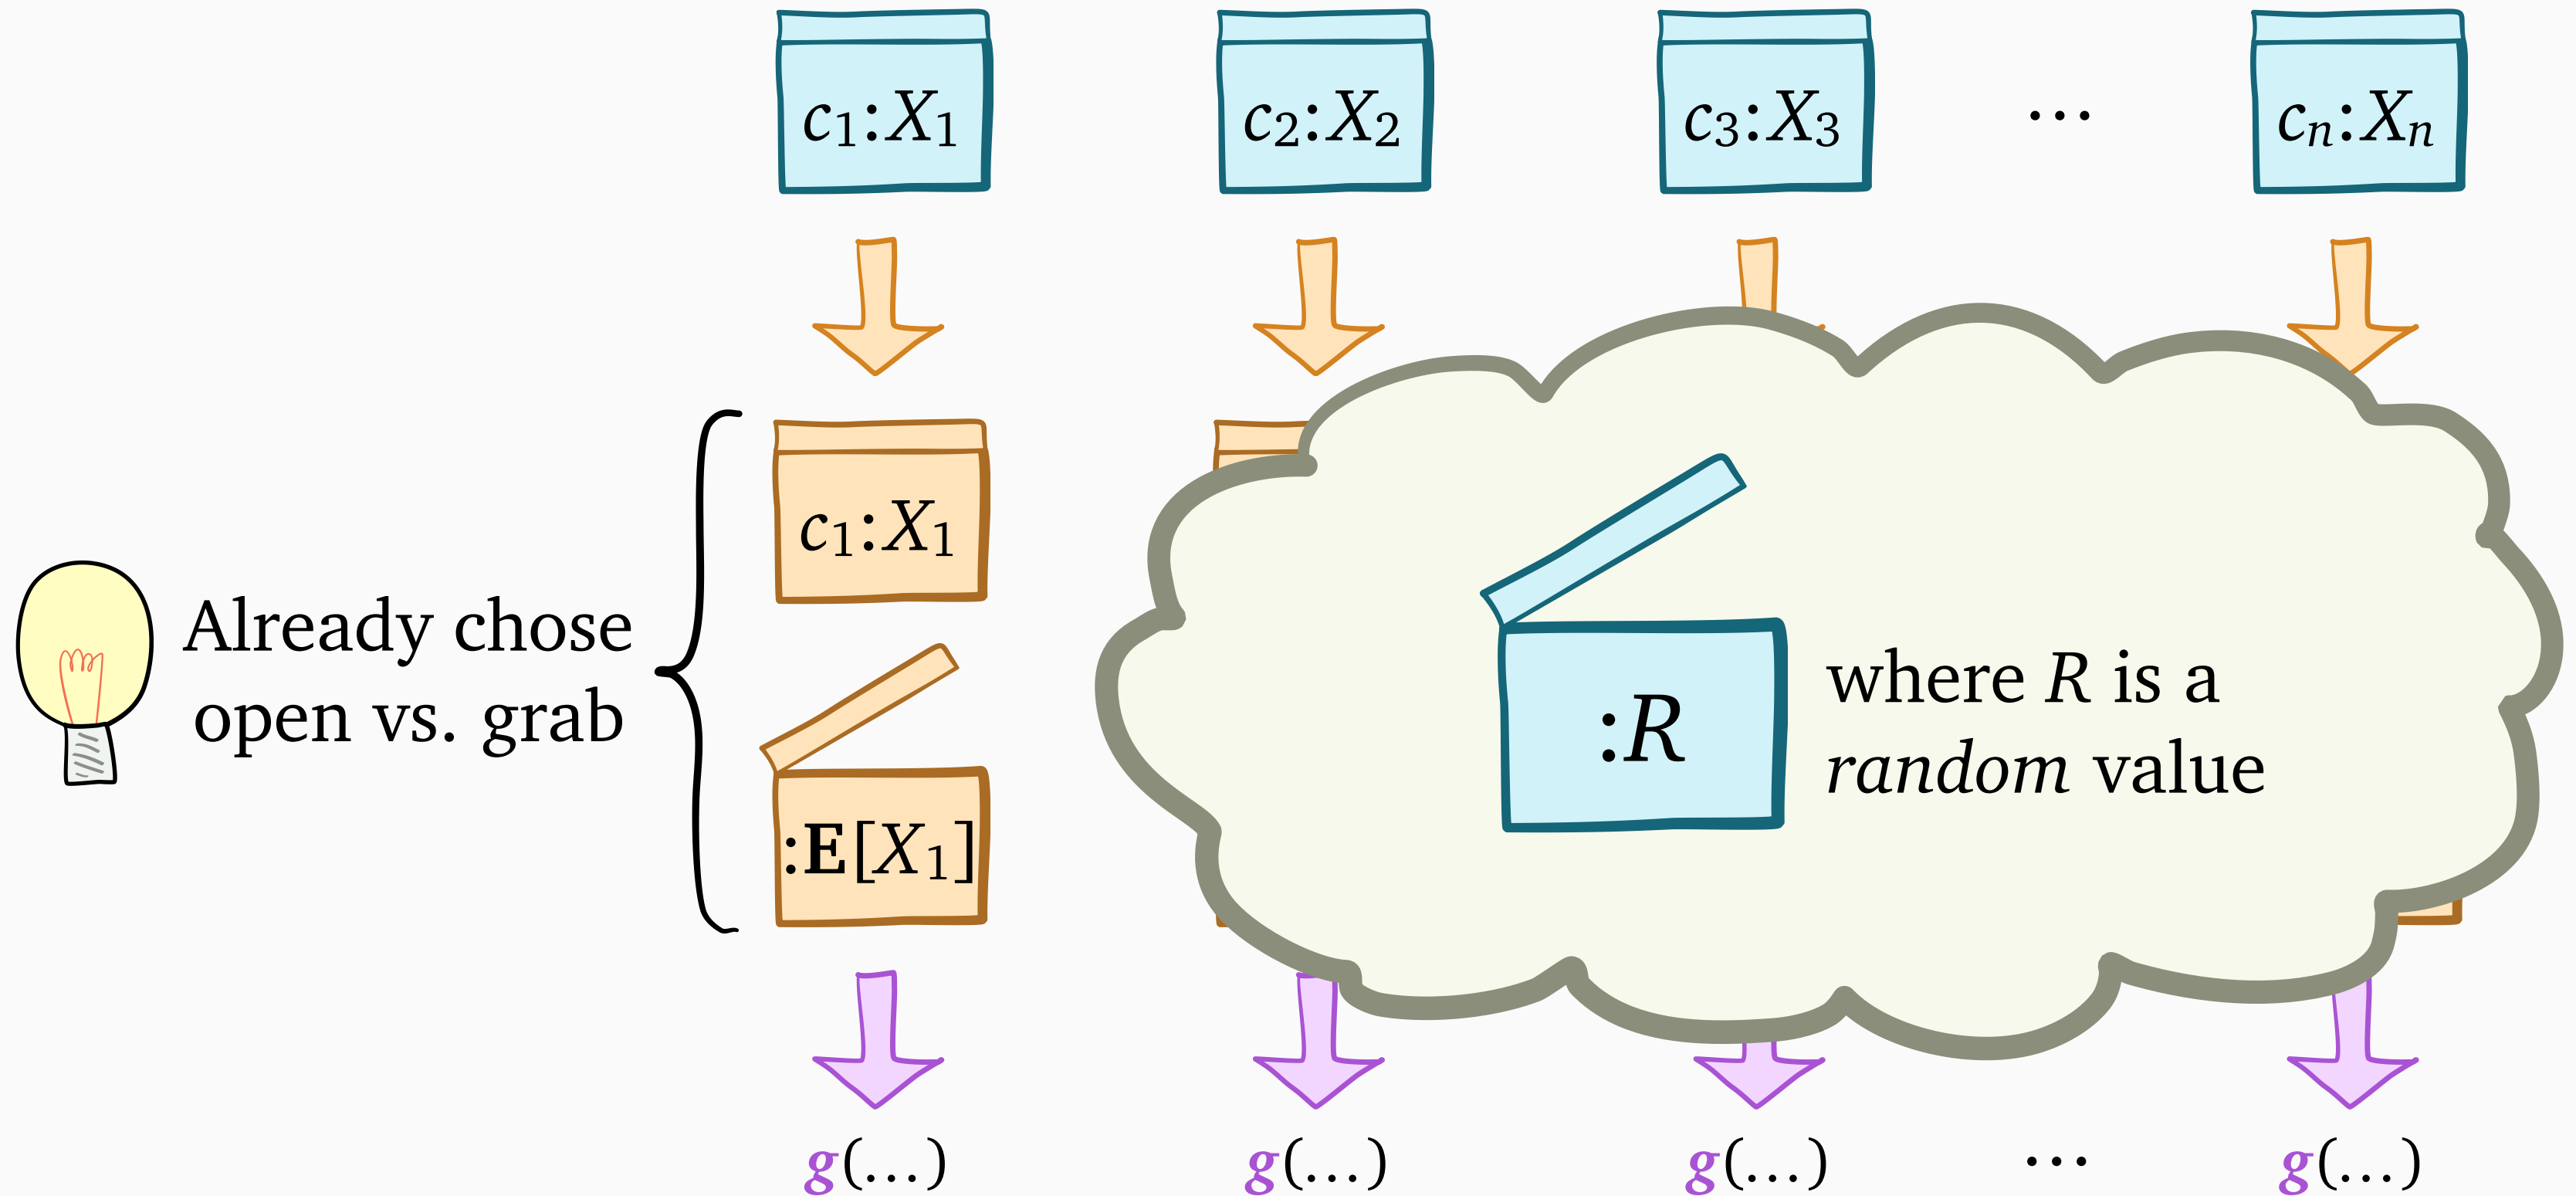 c₁:X₁ c₂:X₂ c₃:X₃ ⋯ cₙ:Xₙ
c₁:X₁
Already chose
open vs. grab
:E[X₁]
:R
where R is a
random value
g(…) g(…) g(…) ⋯ g(…)